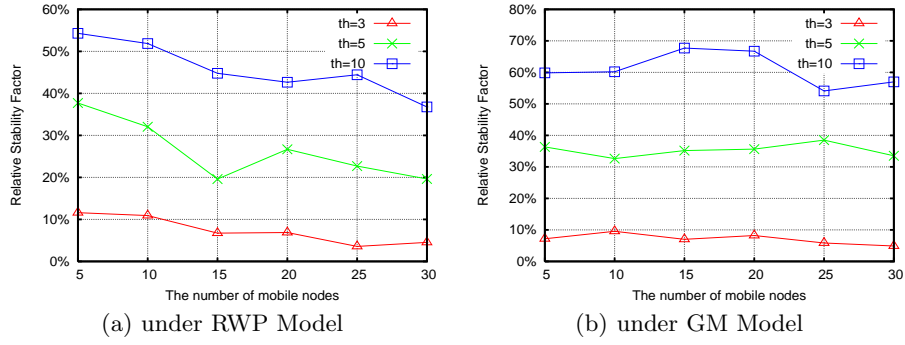 60%
50%
40%
30%
20%
10%
0%
Relative Stability Factor
th=3
th=5
th=10
5
10
15
20
25
30
The number of mobile nodes
(a) under RWP Model
80%
70%
60%
50%
40%
30%
20%
10%
0%
Relative Stability Factor
th=3
th=5
th=10
5
10
15
20
25
30
The number of mobile nodes
(b) under GM Model